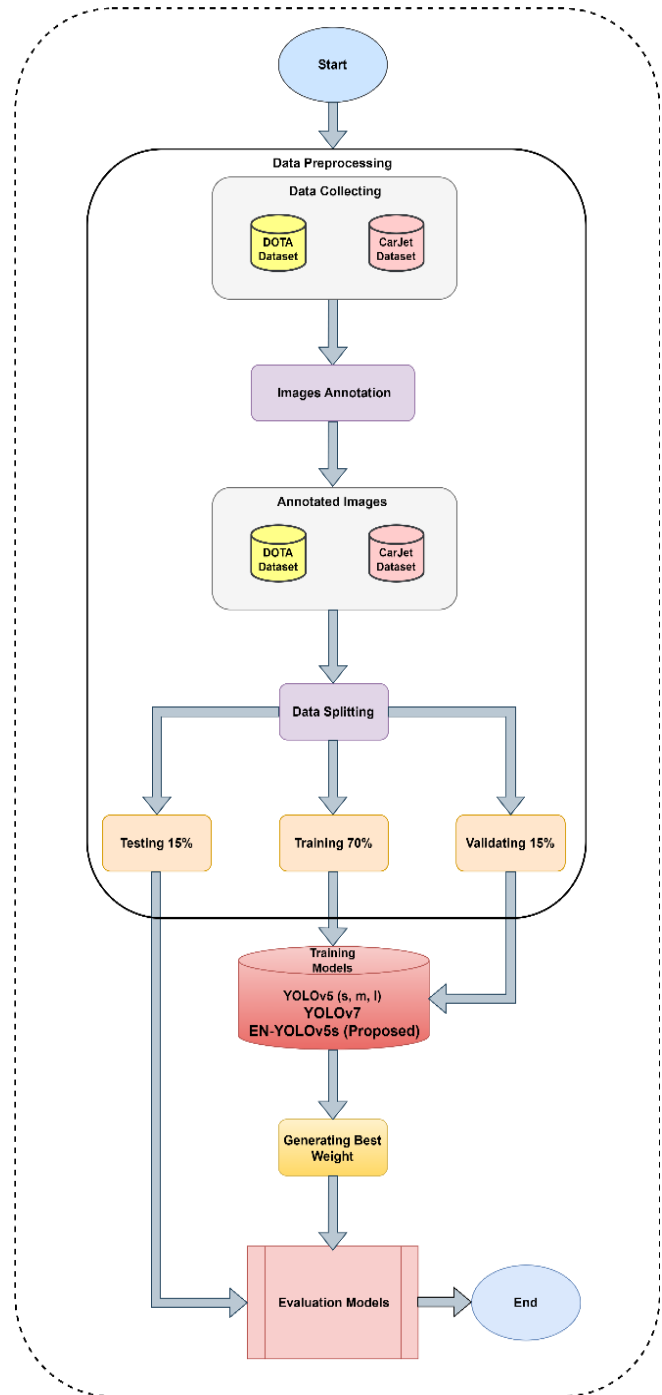 Start
Data Preprocessing
Data Collecting
DOTA
Dataset
CarJet
Dataset
Images Annotation
Annotated Images
DOTA
Dataset
CarJet
Dataset
Data Splitting
Testing 15%
Training 70%
Validating 15%
Training
Models
YOLOv5 (s, m, l)
YOLOv7
EN-YOLOv5s (Proposed)
Generating Best
Weight
Evaluation Models
End